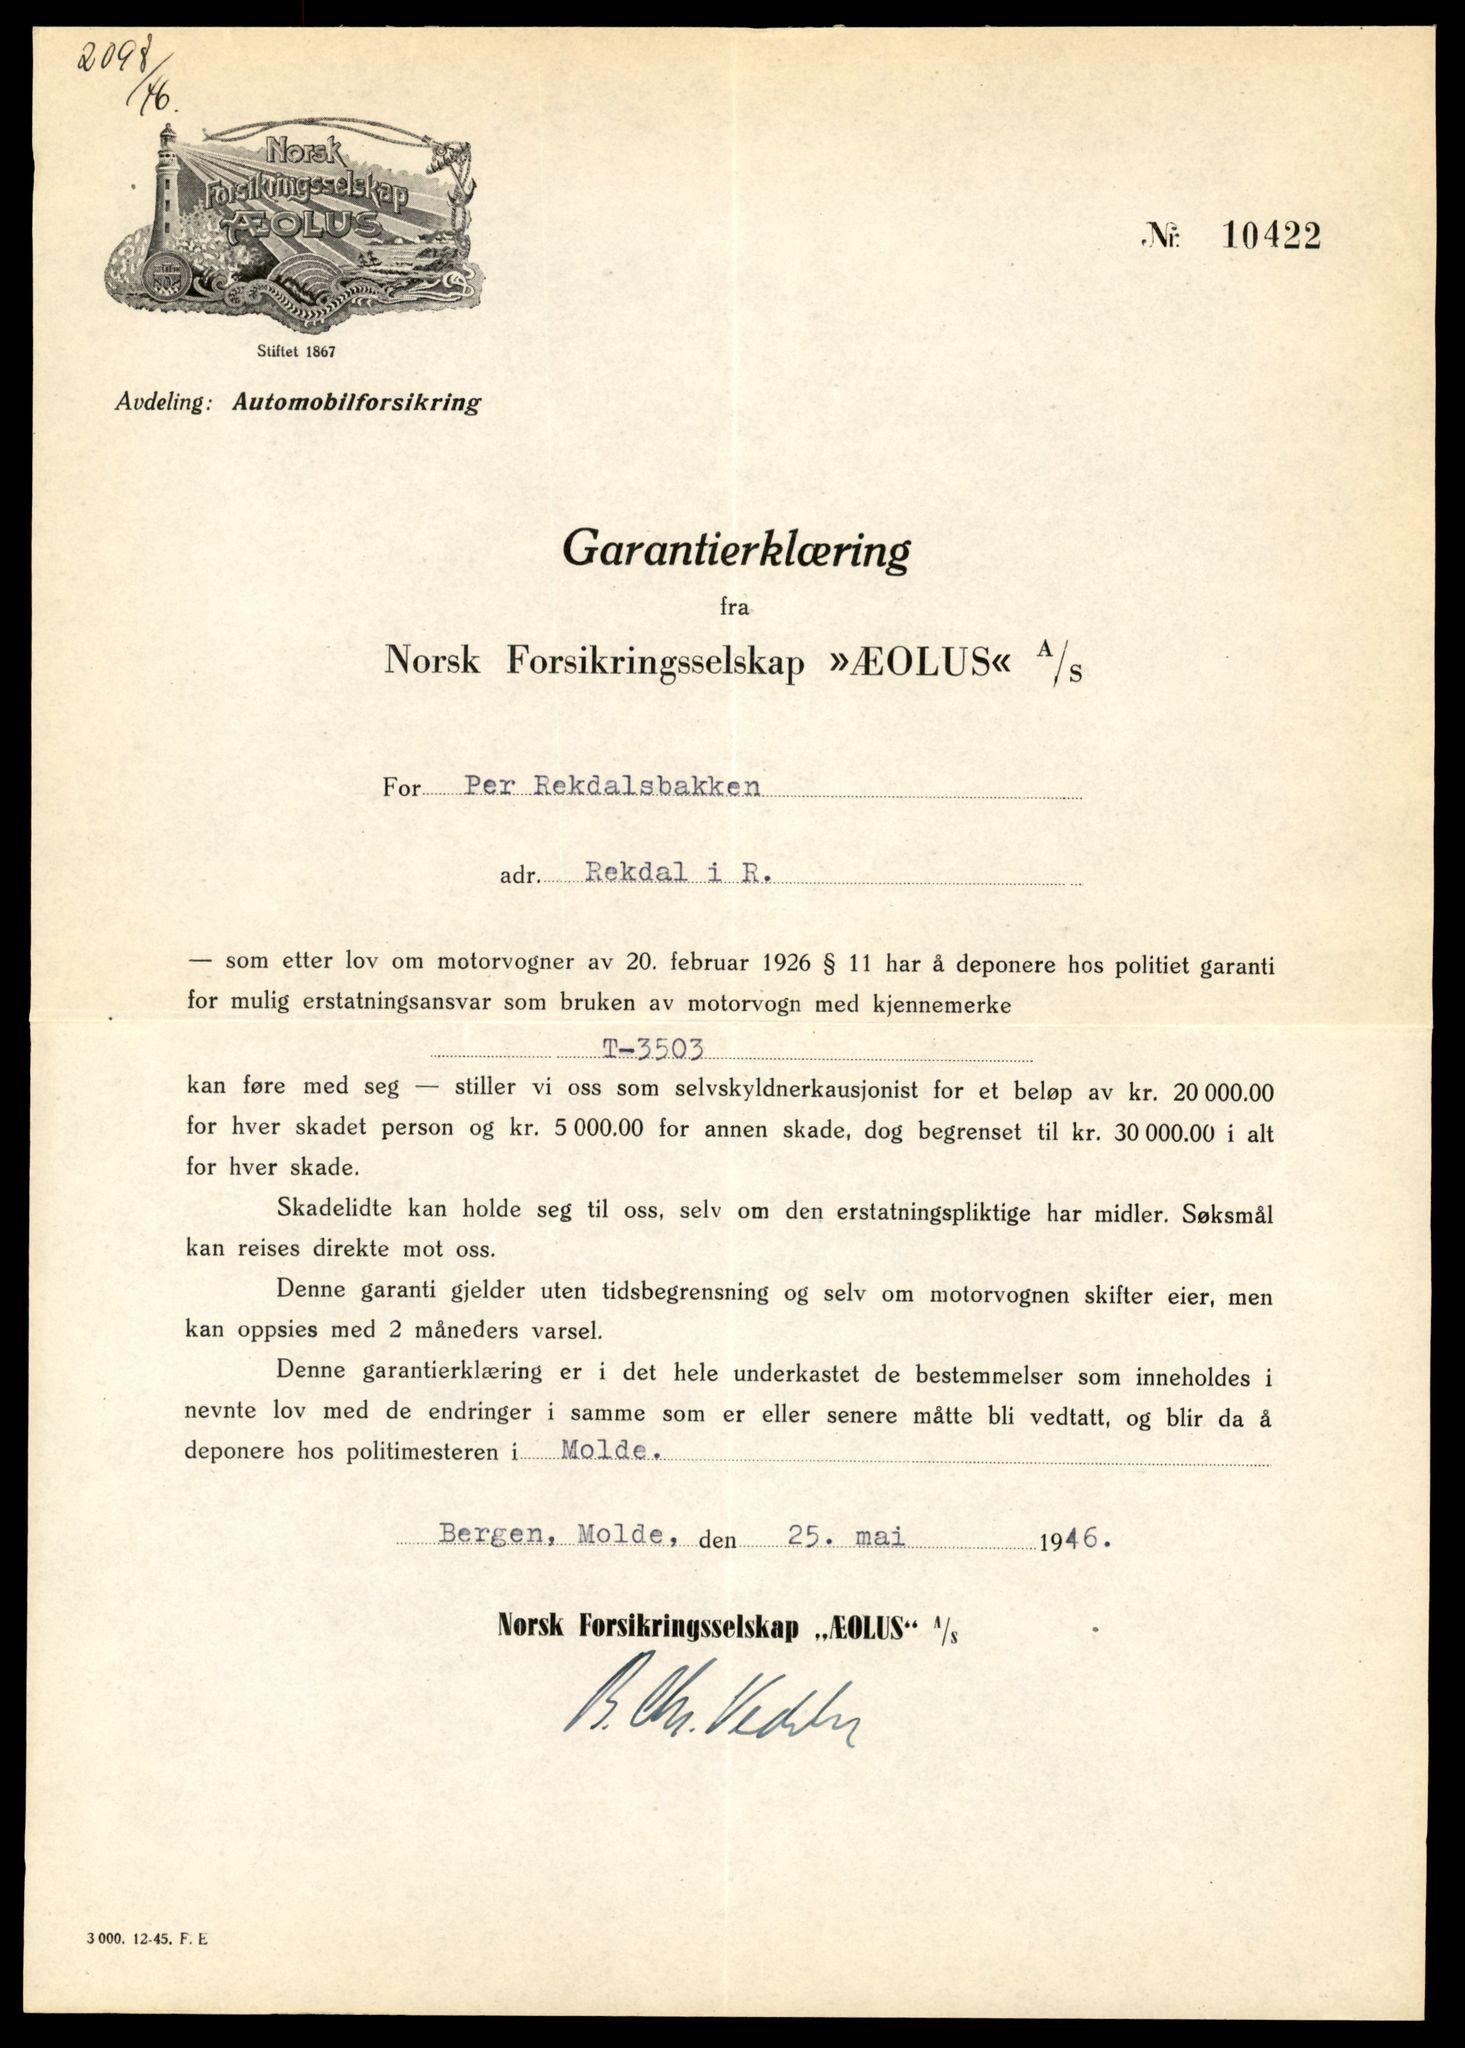 2098/46.
Norsk
Forsikringsselskap
ÆOLUS
Nr. 10422
Stiftet 1867
Avdeling: Automobilforsikring
Garantierklæring
fra
Norsk Forsikringsselskap »ÆOLUS« A/S
For Per Rekdalsbakken
adr. Rekdal i R.
— som etter lov om motorvogner av 20. februar 1926 § 11 har å deponere hos politiet garanti
for mulig erstatningsansvar som bruken av motorvogn med kjennemerke
T-3503
kan føre med seg — stiller vi oss som selvskyldnerkausjonist for et beløp av kr. 20 000.00
for hver skadet person og kr. 5 000.00 for annen skade, dog begrenset til kr. 30 000.00 i alt
for hver skade.
Skadelidte kan holde seg til oss, selv om den erstatningspliktige har midler. Søksmål
kan reises direkte mot oss.
Denne garanti gjelder uten tidsbegrensning og selv om motorvognen skifter eier, men
kan oppsies med 2 måneders varsel.
Denne garantierklæring er i det hele underkastet de bestemmelser som inneholdes i
nevnte lov med de endringer i samme som er eller senere måtte bli vedtatt, og blir da å
deponere hos politimesteren i Molde.
Bergen, Molde, den 25. mai 1946.
Norsk Forsikringsselskap „ÆOLUS“ A/S
B. Chr.
3 000. 12-45. F. E